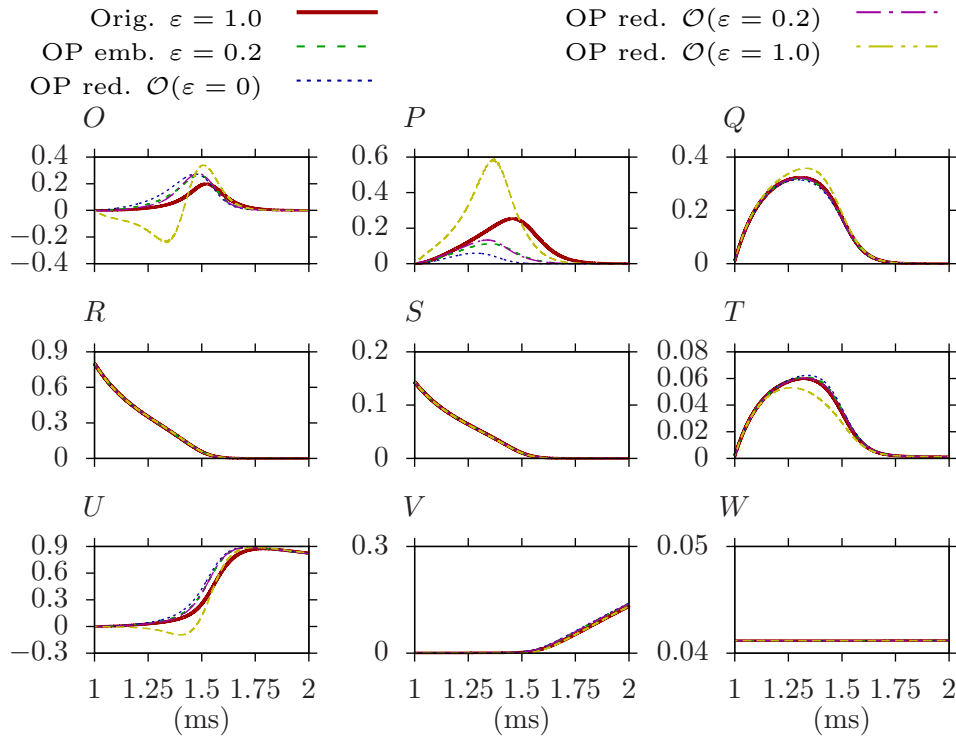 Orig. ε = 1.0
OP emb. ε = 0.2
OP red. 𝒪(ε = 0)
OP red. 𝒪(ε = 0.2)
OP red. 𝒪(ε = 1.0)
O
0.4
0.2
0
−0.2
−0.4
P
0.6
0.4
0.2
0
Q
0.4
0.2
0
R
0.9
0.6
0.3
0
S
0.2
0.1
0
T
0.08
0.06
0.04
0.02
0
U
0.9
0.6
0.3
0
−0.3
1 1.25 1.5 1.75 2
(ms)
V
0.3
0
1 1.25 1.5 1.75 2
(ms)
W
0.05
0.04
1 1.25 1.5 1.75 2
(ms)